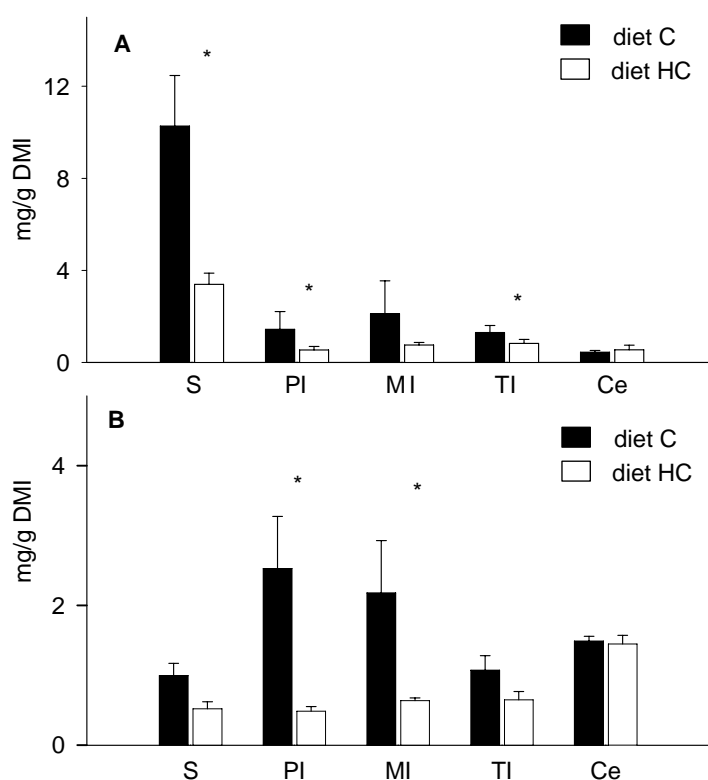 A
diet C
diet HC
*
12
8
4
0
mg/g DMI
*
*
S PI MI TI Ce
B
diet C
diet HC
4
2
0
mg/g DMI
* *
S PI MI TI Ce